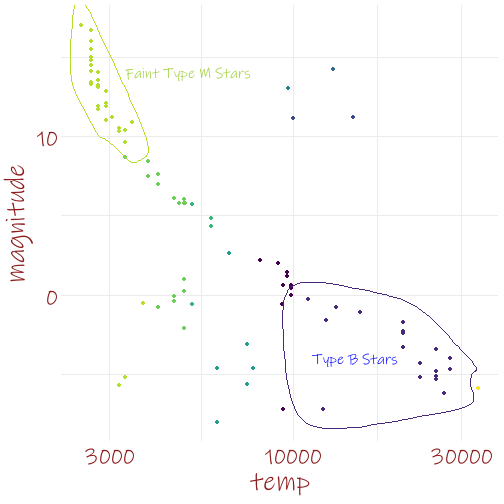 Faint Type M Stars
10
magnitude
0
Type B Stars
3000 10000 30000
temp